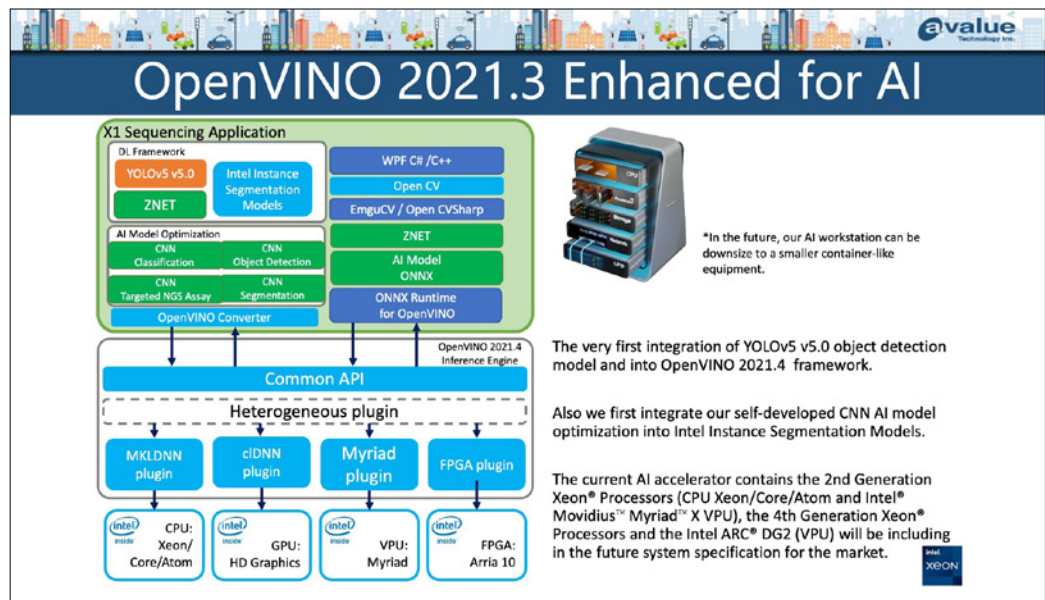 avalue
Technology Inc.
OpenVINO 2021.3 Enhanced for AI
X1 Sequencing Application
DL Framework
YOLOv5 v5.0
ZNET
Intel Instance
Segmentation
Models
AI Model Optimization
CNN
Classification
CNN
Object Detection
CNN
Targeted NGS Assay
CNN
Segmentation
OpenVINO Converter
WPF C# /C++
Open CV
EmguCV / Open CVSharp
ZNET
AI Model
ONNX
ONNX Runtime
for OpenVINO
OpenVINO 2021.4
Inference Engine
Common API
Heterogeneous plugin
MKLDNN
plugin
clDNN
plugin
Myriad
plugin
FPGA plugin
intel
inside
CPU:
Xeon/
Core/Atom
intel
inside
GPU:
HD Graphics
intel
inside
VPU:
Myriad
intel
inside
FPGA:
Arria 10
CPU
Storage
*In the future, our AI workstation can be
downsize to a smaller container-like
equipment.
The very first integration of YOLOv5 v5.0 object detection
model and into OpenVINO 2021.4 framework.
Also we first integrate our self-developed CNN AI model
optimization into Intel Instance Segmentation Models.
The current AI accelerator contains the 2nd Generation
Xeon® Processors (CPU Xeon/Core/Atom and Intel®
Movidius™ Myriad™ X VPU), the 4th Generation Xeon®
Processors and the Intel ARC® DG2 (VPU) will be including
in the future system specification for the market.
intel
XEON